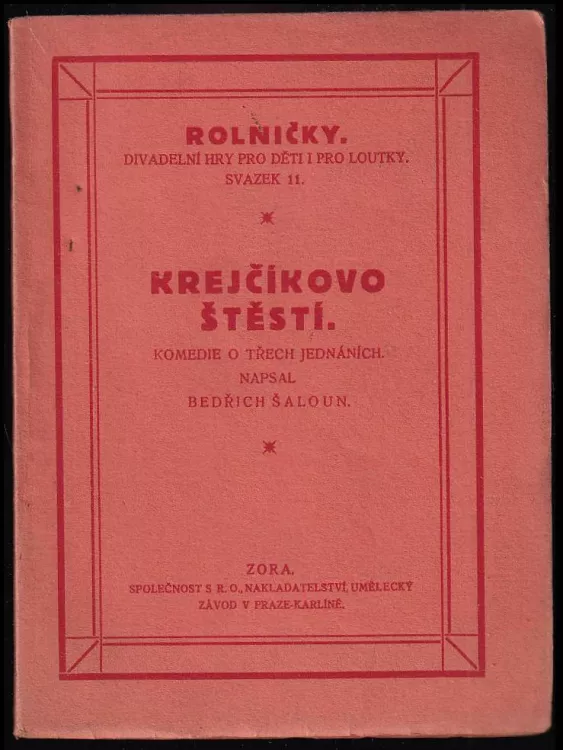 ROLNIČKY.
DIVADELNÍ HRY PRO DĚTI I PRO LOUTKY.
SVAZEK 11.
KREJČÍKOVO
ŠTĚSTÍ.
KOMEDIE O TŘECH JEDNÁNÍCH.
NAPSAL
BEDŘICH ŠALOUN.
ZORA.
SPOLEČNOST S R. O., NAKLADATELSTVÍ, UMĚLECKÝ
ZÁVOD V PRAZE-KARLÍNĚ.